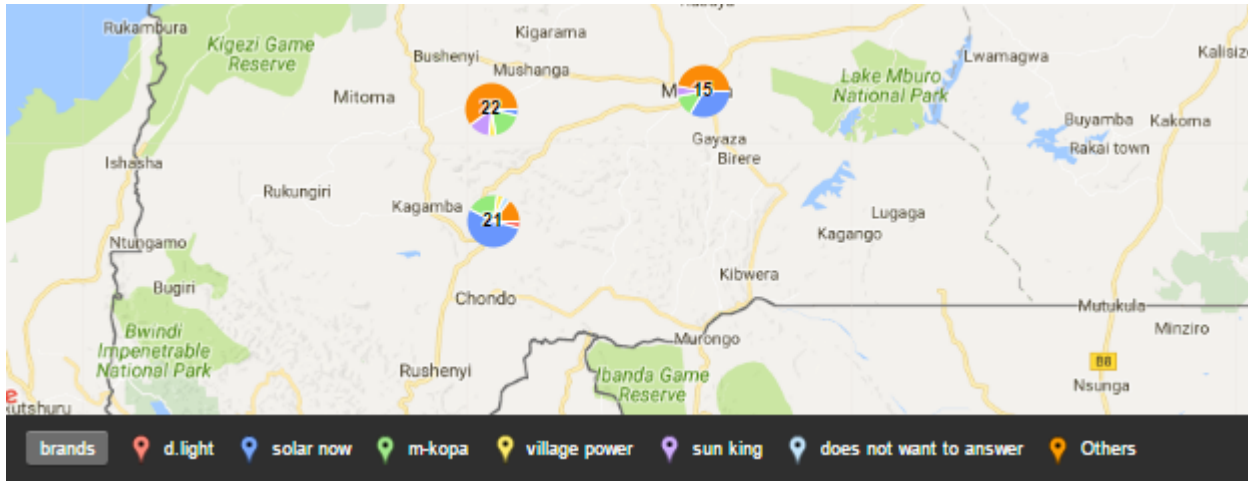 Rukambura
Kigezi Game
Reserve
Kigarama
Bushenyi
Mushanga
Mitoma
22
15
Lake Mburo
National Park
Lwamagwa
Kalisizo
Buyamba
Kakoma
Rakai town
Gayaza
Birere
Ishasha
Rukungiri
Kagamba
21
Lugaga
Kagango
Ntungamo
Bugiri
Kibwera
Chondo
Mutukula
Minziro
Bwindi
Impenetrable
National Park
Murongo
Rushenyi
Ibanda Game
Reserve
B8
Nsunga
utshuru
brands
d.light
solar now
m-kopa
village power
sun king
does not want to answer
Others